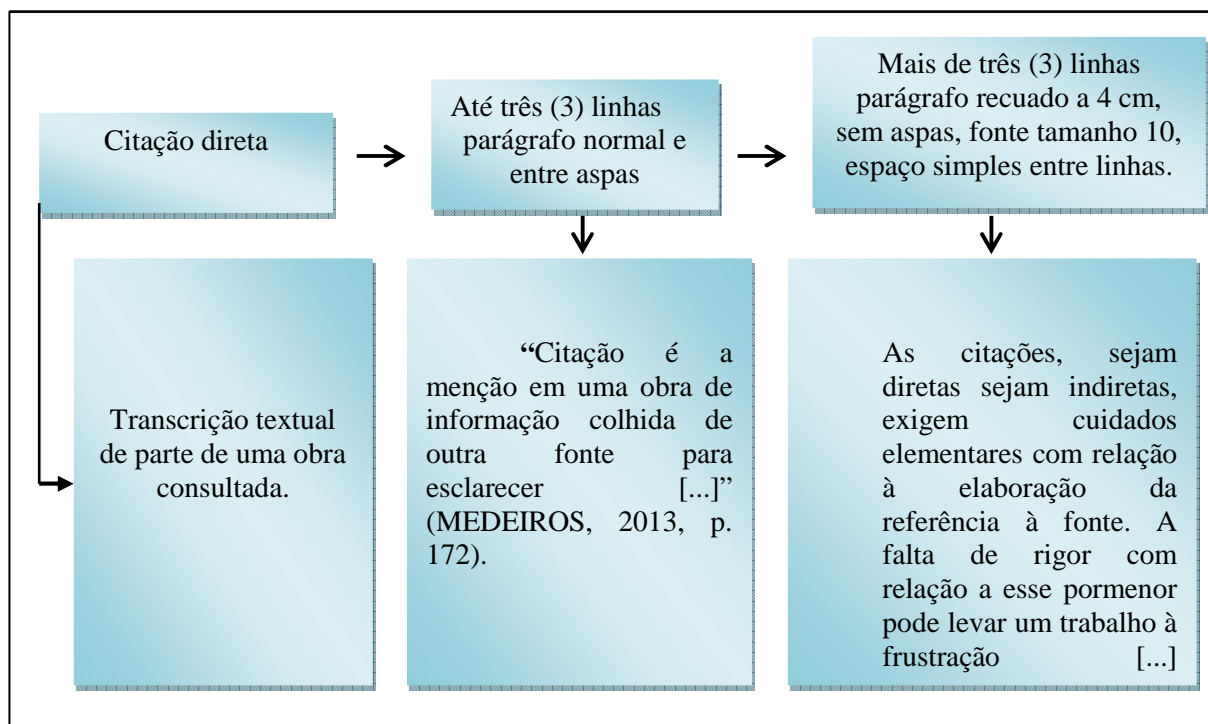 Citação direta
Até três (3) linhas
parágrafo normal e
entre aspas
Mais de três (3) linhas
parágrafo recuado a 4 cm,
sem aspas, fonte tamanho 10,
espaço simples entre linhas.
Transcrição textual
de parte de uma obra
consultada.
“Citação é a
menção em uma obra de
informação colhida de
outra fonte para
esclarecer [...]”
(MEDEIROS, 2013, p.
172).
As citações, sejam
diretas sejam indiretas,
exigem cuidados
elementares com relação
à elaboração da
referência à fonte. A
falta de rigor com
relação a esse pormenor
pode levar um trabalho à
frustração [...]